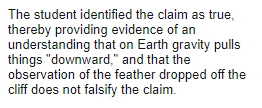 The student identified the claim as true,
thereby providing evidence of an
understanding that on Earth gravity pulls
things "downward," and that the
observation of the feather dropped off the
cliff does not falsify the claim.